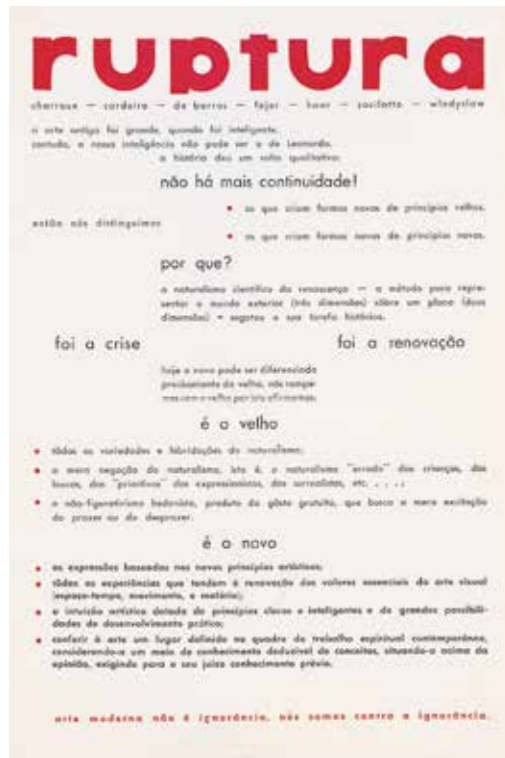 ruptura
charroux — cordeiro — de barros — fejer — haar — sacilotto — wladyslaw
a arte antiga foi grande, quando foi inteligente.
contudo, a nossa inteligência não pode ser a de Leonardo.
a história deu um salto qualitativo:
não há mais continuidade!
• os que criam formas novas de princípios velhos.
então nós distinguimos
• os que criam formas novas de princípios novos.
por que?
o naturalismo científico da renascença — o método para repre-
sentar o mundo exterior (três dimensões) sôbre um plano (duas
dimensões) — esgotou a sua tarefa histórica.
foi a crise foi a renovação
hoje o novo pode ser diferenciado
precisamente do velho, nós rompe-
mos com o velho por isto afirmamos:
é o velho
• tôdas as variedades e hibridações do naturalismo;
• a mera negação do naturalismo, isto é, o naturalismo "errado" das crianças, dos
loucos, dos "primitivos" dos expressionistas, dos surrealistas, etc. . . . ;
• o não-figurativismo hedonista, produto do gôsto gratuito, que busca a mera excitação
do prazer ou do desprazer.
é o novo
• as expressões baseadas nos novos princípios artísticos;
• tôdas as experiências que tendem à renovação dos valores essenciais da arte visual
(espaço-tempo, movimento, e matéria);
• a intuição artística dotada de princípios claros e inteligentes e de grandes possibili-
dades de desenvolvimento prático;
• conferir à arte um lugar definido no quadro do trabalho espiritual contemporâneo,
considerando-a um meio de conhecimento deduzível de conceitos, situando-a acima da
opinião, exigindo para o seu juízo conhecimento prévio.
arte moderna não é ignorância, nós somos contra a ignorância.